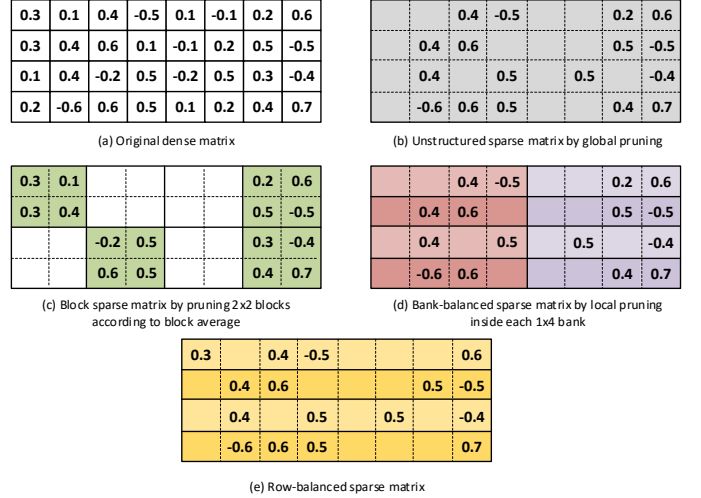 0.3 0.1 0.4 -0.5 0.1 -0.1 0.2 0.6
0.3 0.4 0.6 0.1 -0.1 0.2 0.5 -0.5
0.1 0.4 -0.2 0.5 -0.2 0.5 0.3 -0.4
0.2 -0.6 0.6 0.5 0.1 0.2 0.4 0.7
(a) Original dense matrix
0.4 -0.5 0.2 0.6
0.4 0.6 0.5 -0.5
0.4 0.5 0.5 -0.4
-0.6 0.6 0.5 0.4 0.7
(b) Unstructured sparse matrix by global pruning
0.3 0.1 0.2 0.6
0.3 0.4 0.5 -0.5
-0.2 0.5 0.3 -0.4
0.6 0.5 0.4 0.7
(c) Block sparse matrix by pruning 2x2 blocks
according to block average
0.4 -0.5 0.2 0.6
0.4 0.6 0.5 -0.5
0.4 0.5 0.5 -0.4
-0.6 0.6 0.4 0.7
(d) Bank-balanced sparse matrix by local pruning
inside each 1x4 bank
0.3 0.4 -0.5 0.6
0.4 0.6 0.5 -0.5
0.4 0.5 0.5 -0.4
-0.6 0.6 0.5 0.7
(e) Row-balanced sparse matrix